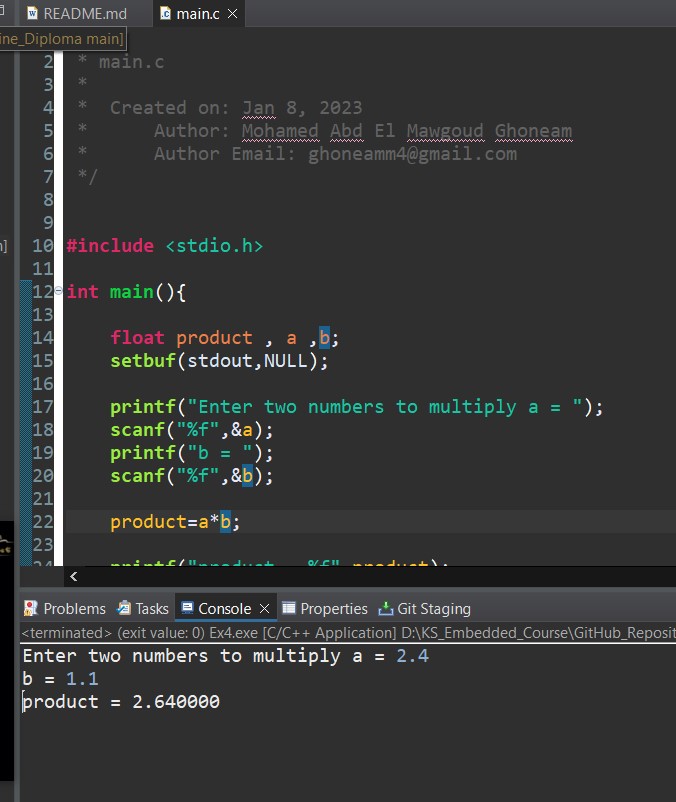 README.md
main.c
ine_Diploma main]
2 * main.c
3 *
4 * Created on: Jan 8, 2023
5 * Author: Mohamed Abd El Mawgoud Ghoneam
6 * Author Email: ghoneamm4@gmail.com
7 */
8
9
10 #include <stdio.h>
11
12 int main(){
13
14 float product , a ,b;
15 setbuf(stdout,NULL);
16
17 printf("Enter two numbers to multiply a = ");
18 scanf("%f",&a);
19 printf("b = ");
20 scanf("%f",&b);
21
22 product=a*b;
23
24 printf("product = %f",product);
Problems Tasks Console Properties Git Staging
<terminated> (exit value: 0) Ex4.exe [C/C++ Application] D:\KS_Embedded_Course\GitHub_Reposit
Enter two numbers to multiply a = 2.4
b = 1.1
product = 2.640000